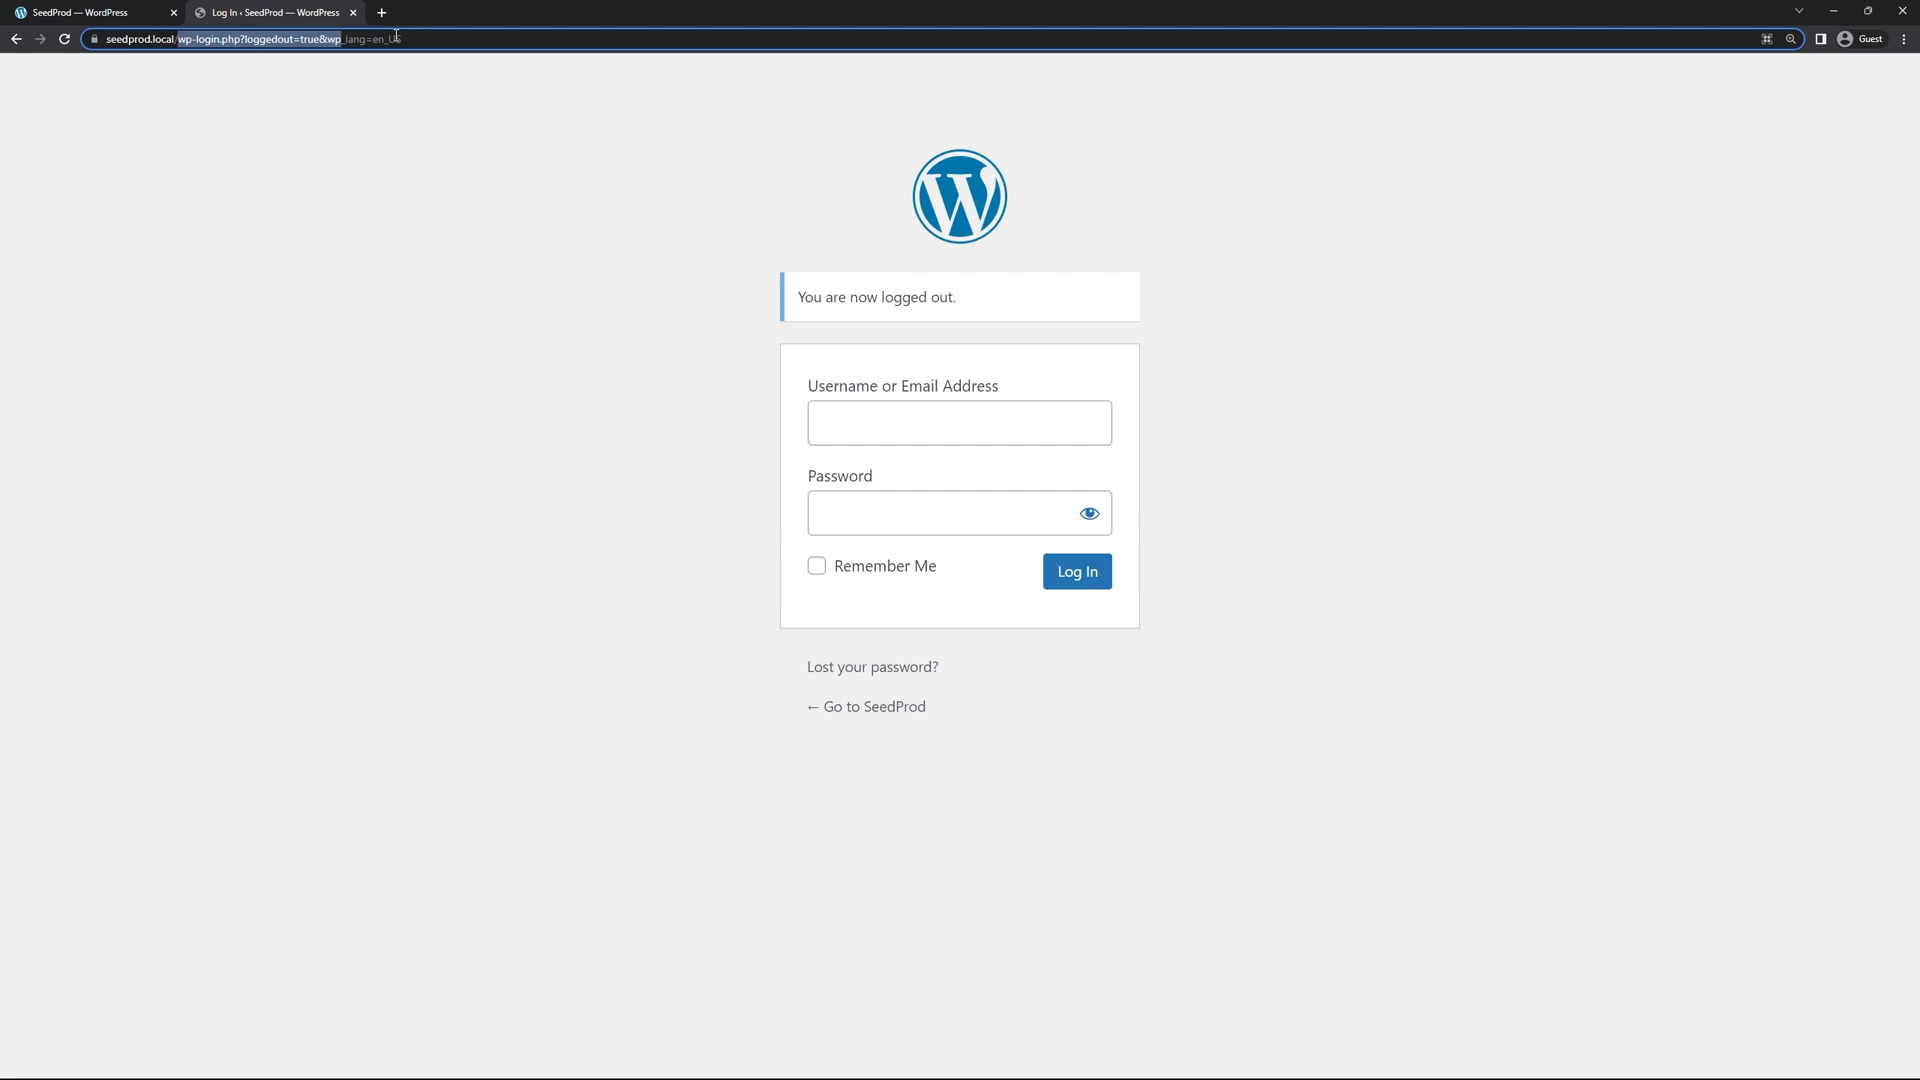 SeedProd — WordPress
Log In ‹ SeedProd — WordPress
seedprod.local/wp-login.php?loggedout=true&wp_lang=en_US
Guest
You are now logged out.
Username or Email Address
Password
Remember Me
Log In
Lost your password?
← Go to SeedProd